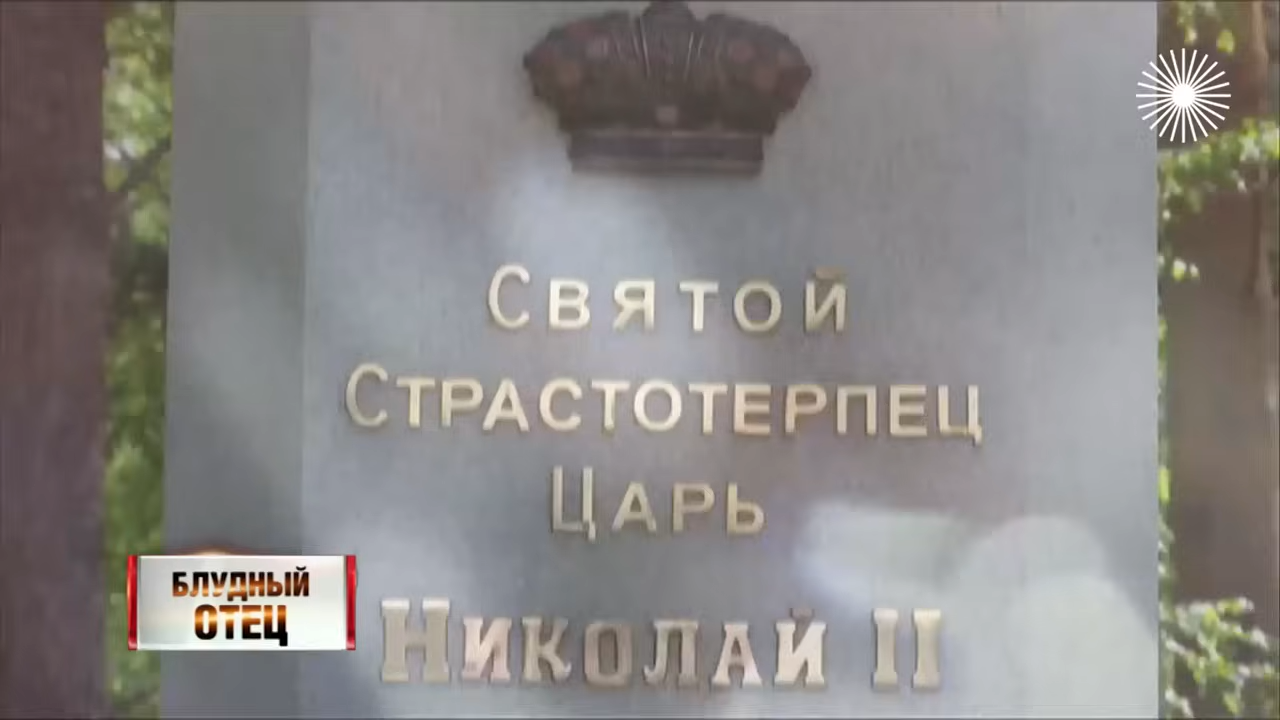 Святой
Страстотерпец
Царь
Николай II
БЛУДНЫЙ
ОТЕЦ